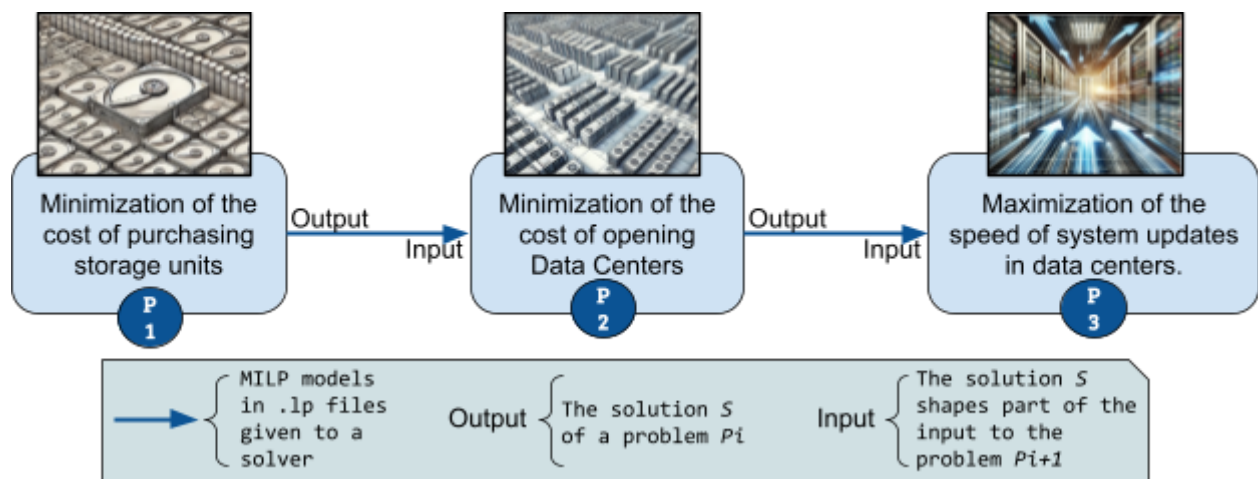 Minimization of the
cost of purchasing
storage units
P
1
Output
Input
Minimization of the
cost of opening
Data Centers
P
2
Output
Input
Maximization of the
speed of system updates
in data centers.
P
3
MILP models
in .lp files
given to a
solver
Output
The solution S
of a problem Pi
Input
The solution S
shapes part of the
input to the
problem Pi+1